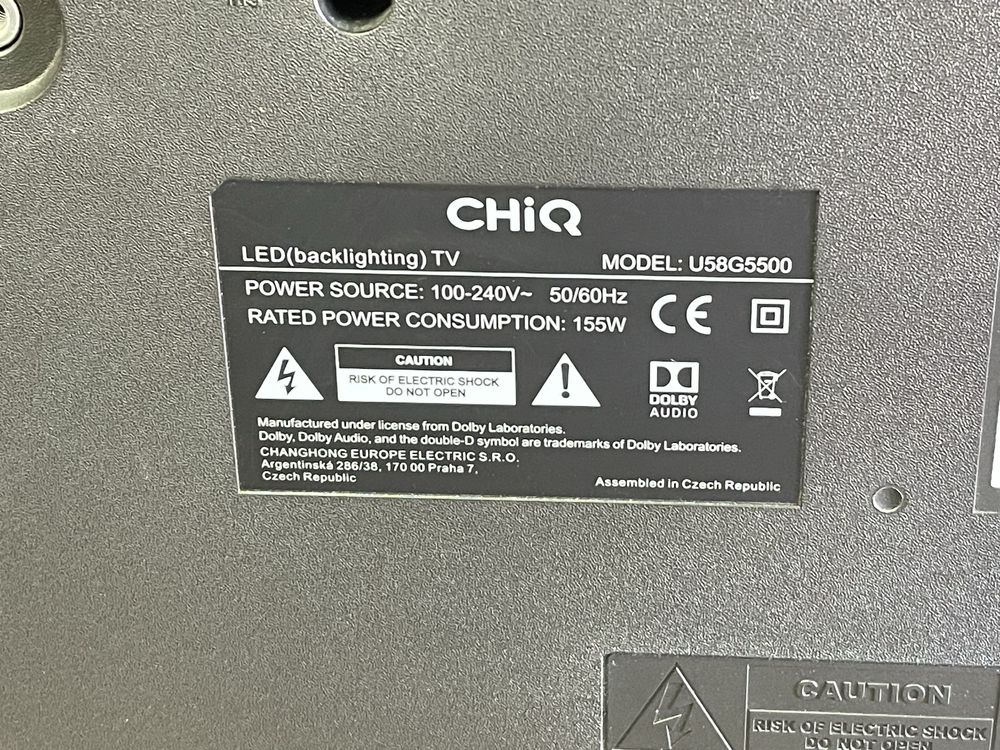 CHiQ
LED(backlighting) TV
MODEL: U58G5500
POWER SOURCE: 100-240V~ 50/60Hz
RATED POWER CONSUMPTION: 155W
CE
CAUTION
RISK OF ELECTRIC SHOCK
DO NOT OPEN
DOLBY
AUDIO
Manufactured under license from Dolby Laboratories.
Dolby, Dolby Audio, and the double-D symbol are trademarks of Dolby Laboratories.
CHANGHONG EUROPE ELECTRIC S.R.O.
Argentinská 286/38, 170 00 Praha 7,
Czech Republic
Assembled in Czech Republic
CAUTION
RISK OF ELECTRIC SHOCK
DO NOT OPEN